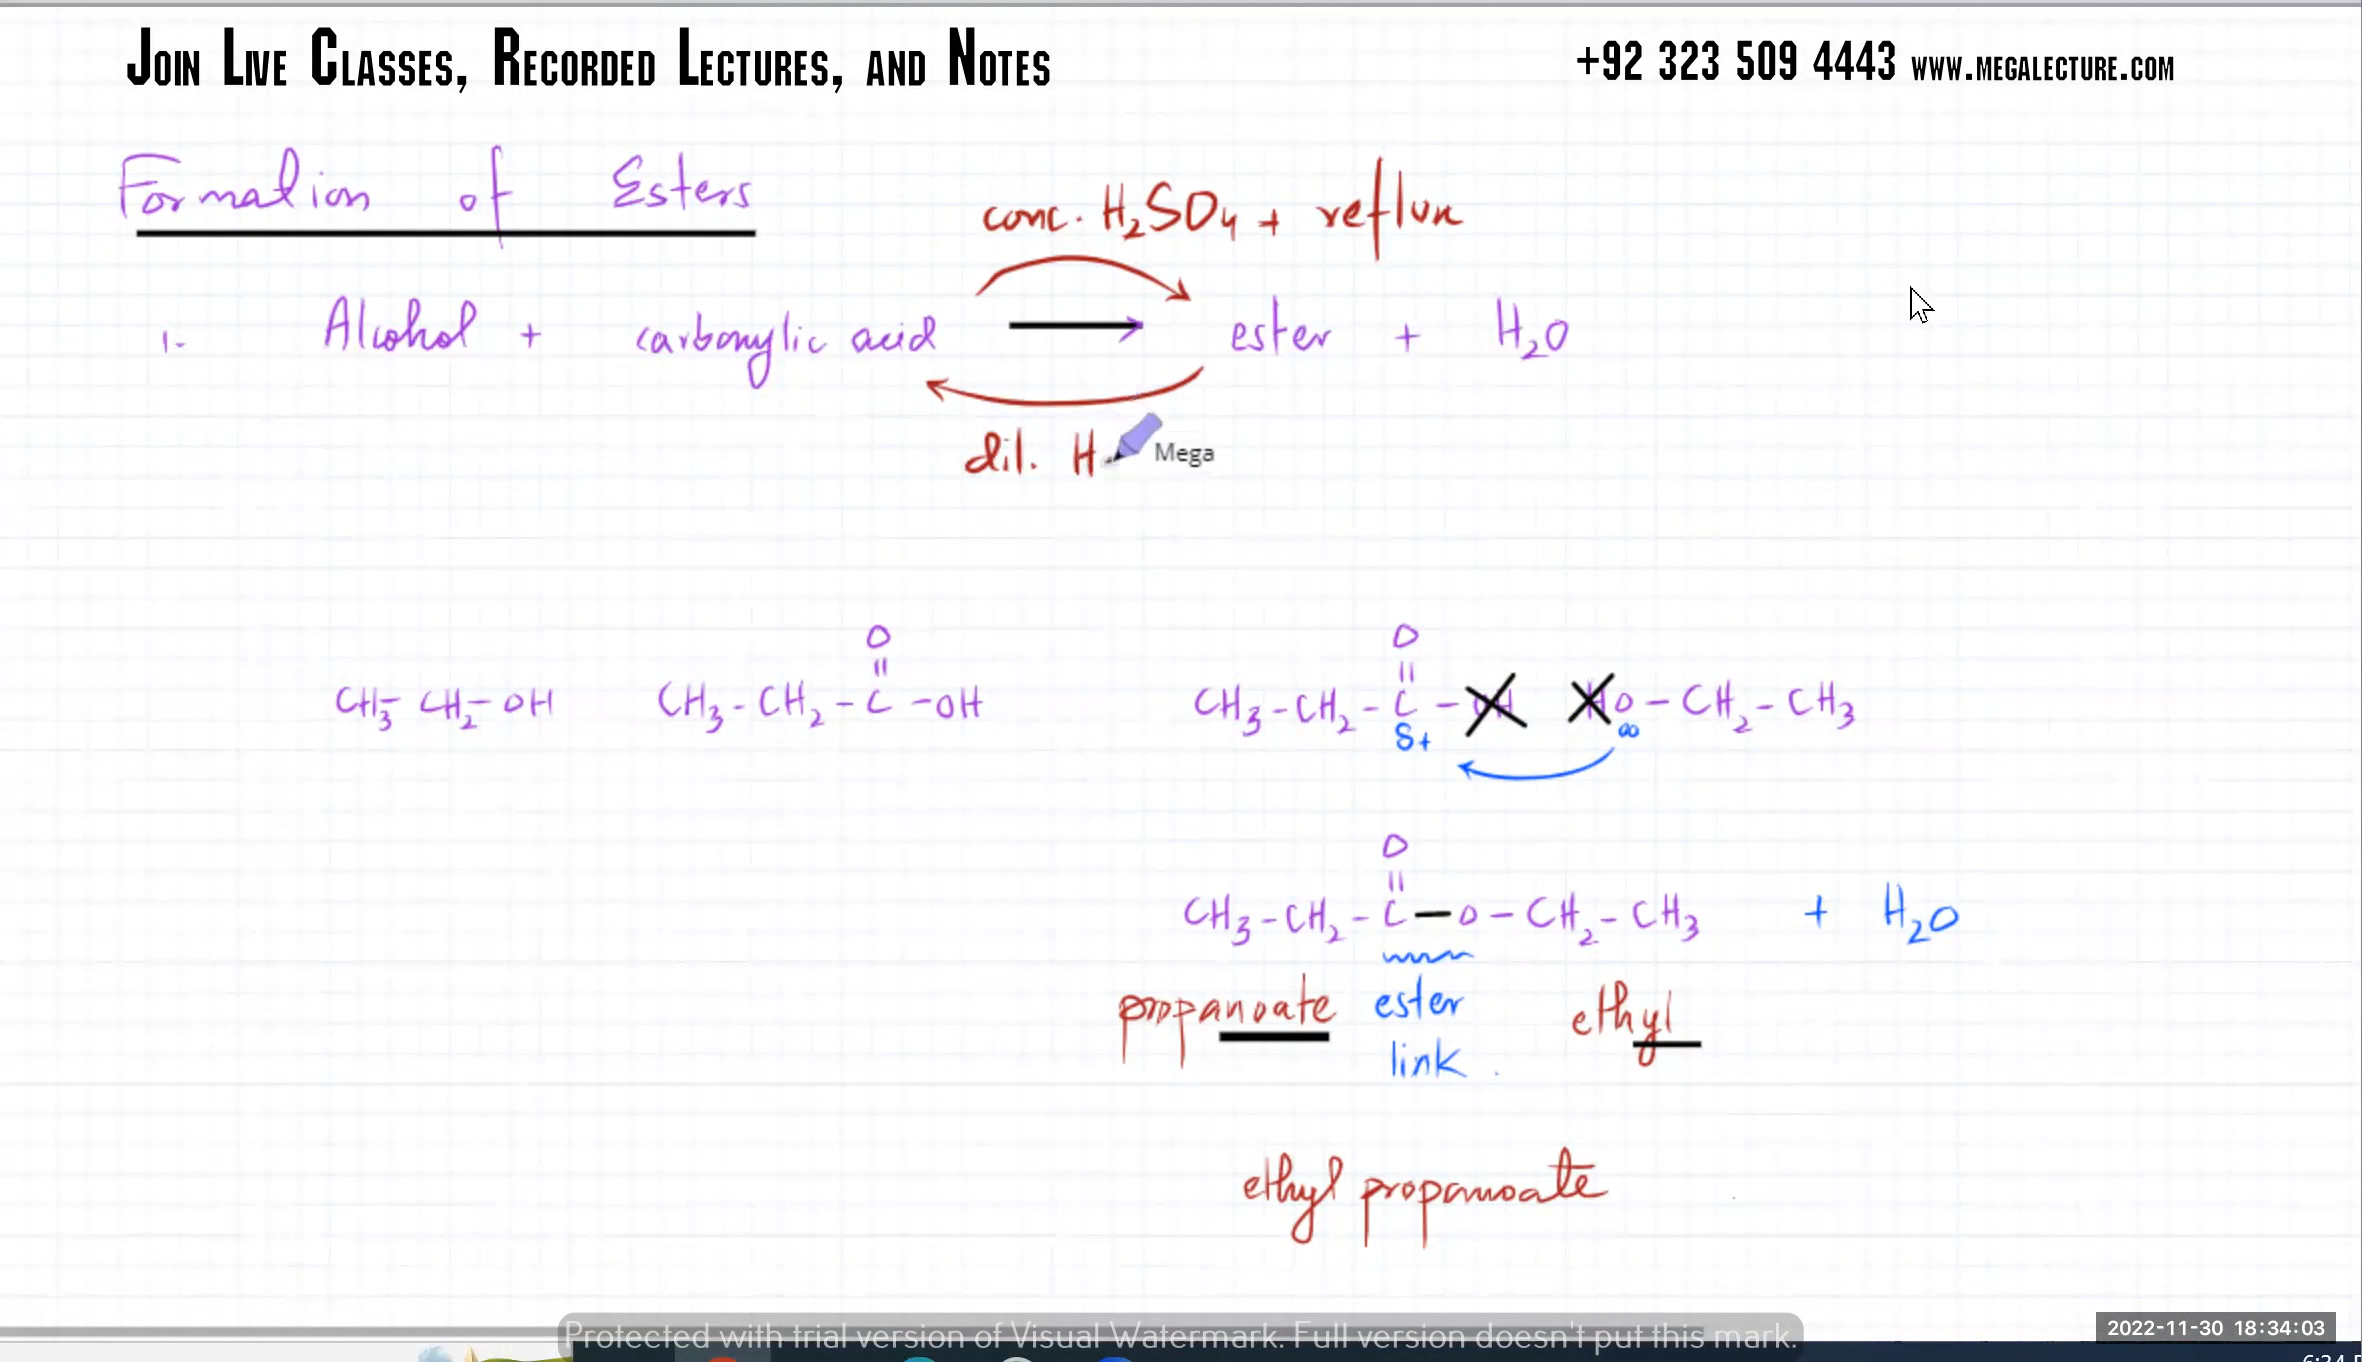 JOIN LIVE CLASSES, RECORDED LECTURES, AND NOTES
+92 323 509 4443 WWW.MEGALECTURE.COM
Formation of Esters
conc. H₂SO₄ + reflux
1. Alcohol + carboxylic acid → ester + H₂O
dil. H
Mega
O
||
CH₃-CH₂-OH CH₃-CH₂-C-OH
O
||
CH₃-CH₂-C-OH HO-CH₂-CH₃
δ+
O
||
CH₃-CH₂-C-O-CH₂-CH₃ + H₂O
propanoate ester link. ethyl
ethyl propanoate
Protected with trial version of Visual Watermark. Full version doesn't put this mark.
2022-11-30 18:34:03